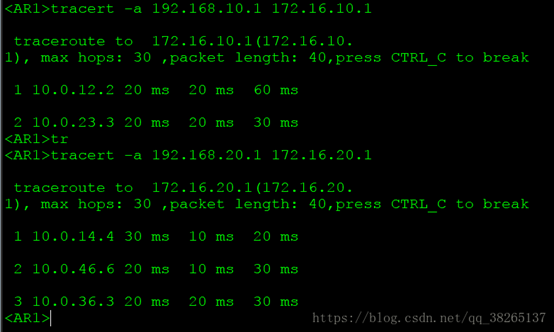 <AR1>tracert -a 192.168.10.1 172.16.10.1
traceroute to  172.16.10.1(172.16.10.
1), max hops: 30 ,packet length: 40,press CTRL_C to break
1 10.0.12.2 20 ms  20 ms  60 ms
2 10.0.23.3 20 ms  20 ms  30 ms
<AR1>tr
<AR1>tracert -a 192.168.20.1 172.16.20.1
traceroute to  172.16.20.1(172.16.20.
1), max hops: 30 ,packet length: 40,press CTRL_C to break
1 10.0.14.4 30 ms  10 ms  20 ms
2 10.0.46.6 20 ms  10 ms  30 ms
3 10.0.36.3 20 ms  20 ms  30 ms
<AR1>
https://blog.csdn.net/qq_38265137